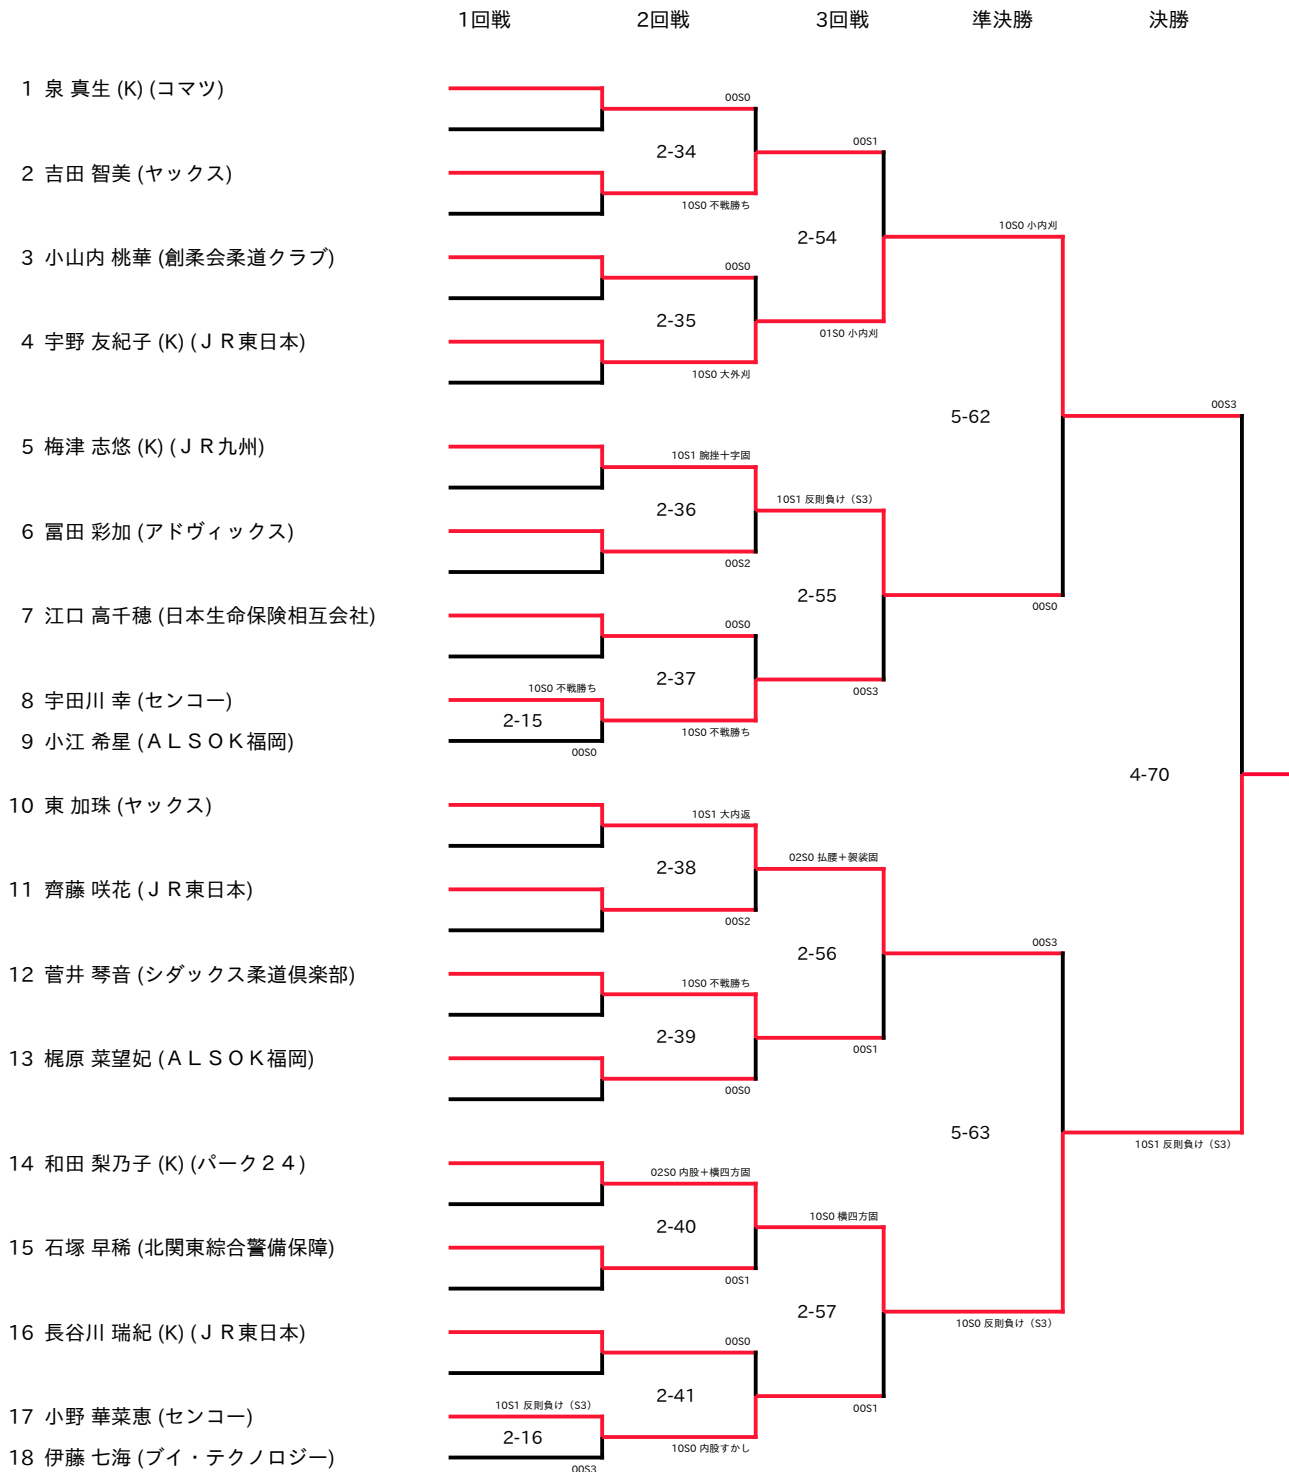 1回戦 2回戦 3回戦 準決勝 決勝
1 泉 真生 (K) (コマツ)
00S0
2-34
00S1
2 吉田 智美 (ヤックス)
10S0 不戦勝ち
2-54
10S0 小内刈
3 小山内 桃華 (創柔会柔道クラブ)
00S0
2-35
01S0 小内刈
4 宇野 友紀子 (K) (ＪＲ東日本)
10S0 大外刈
5-62
00S3
5 梅津 志悠 (K) (ＪＲ九州)
10S1 腕挫十字固
2-36
10S1 反則負け（S3）
6 冨田 彩加 (アドヴィックス)
00S2
2-55
00S0
7 江口 高千穂 (日本生命保険相互会社)
00S0
2-37
00S3
8 宇田川 幸 (センコー)
10S0 不戦勝ち
2-15
10S0 不戦勝ち
9 小江 希星 (ＡＬＳＯＫ福岡)
00S0
4-70
10 東 加珠 (ヤックス)
10S1 大内返
2-38
02S0 払腰＋袈裟固
11 齊藤 咲花 (ＪＲ東日本)
00S2
2-56
00S3
12 菅井 琴音 (シダックス柔道倶楽部)
10S0 不戦勝ち
2-39
00S1
13 梶原 菜望妃 (ＡＬＳＯＫ福岡)
00S0
5-63
10S1 反則負け（S3）
14 和田 梨乃子 (K) (パーク２４)
02S0 内股＋横四方固
2-40
10S0 横四方固
15 石塚 早稀 (北関東綜合警備保障)
00S1
2-57
10S0 反則負け（S3）
16 長谷川 瑞紀 (K) (ＪＲ東日本)
00S0
2-41
00S1
17 小野 華菜恵 (センコー)
10S1 反則負け（S3）
2-16
10S0 内股すかし
18 伊藤 七海 (ブイ・テクノロジー)
00S3